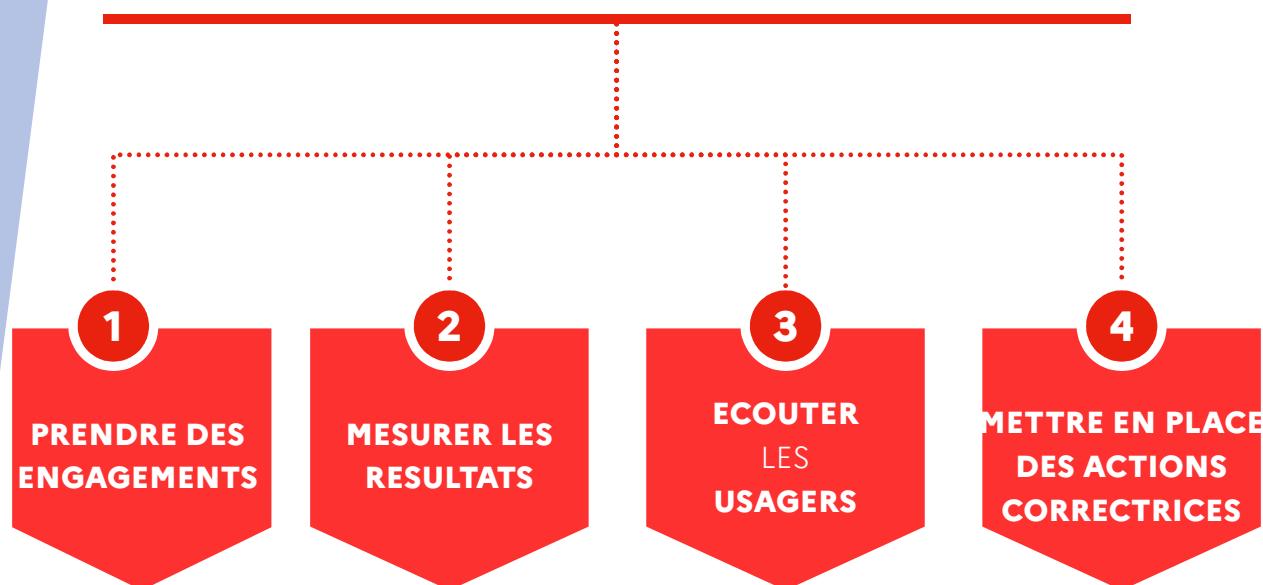 1
PRENDRE DES
ENGAGEMENTS
2
MESURER LES
RESULTATS
3
ECOUTER
LES
USAGERS
4
METTRE EN PLACE
DES ACTIONS
CORRECTRICES